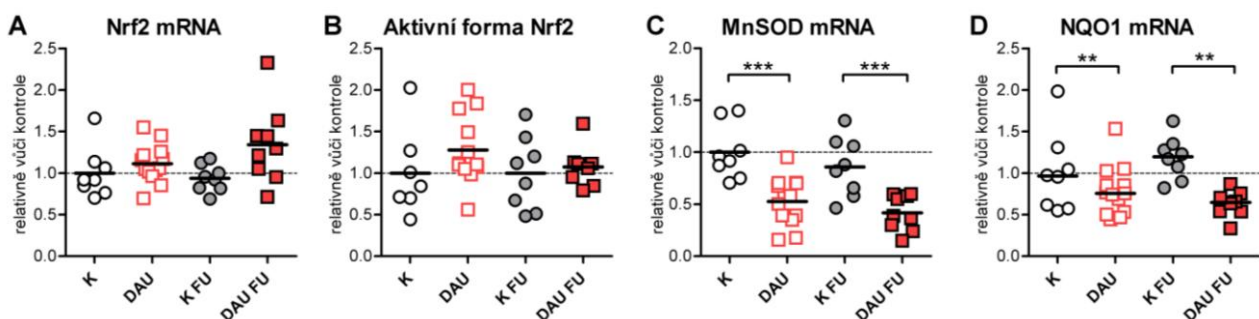 A Nrf2 mRNA
relativně vůči kontrole
2.5
2.0
1.5
1.0
0.5
0.0
K
DAU
K FU
DAU FU
B Aktivní forma Nrf2
relativně vůči kontrole
2.5
2.0
1.5
1.0
0.5
0.0
K
DAU
K FU
DAU FU
C MnSOD mRNA
relativně vůči kontrole
2.0
1.5
1.0
0.5
0.0
***
***
K
DAU
K FU
DAU FU
D NQO1 mRNA
relativně vůči kontrole
2.5
2.0
1.5
1.0
0.5
0.0
**
**
K
DAU
K FU
DAU FU